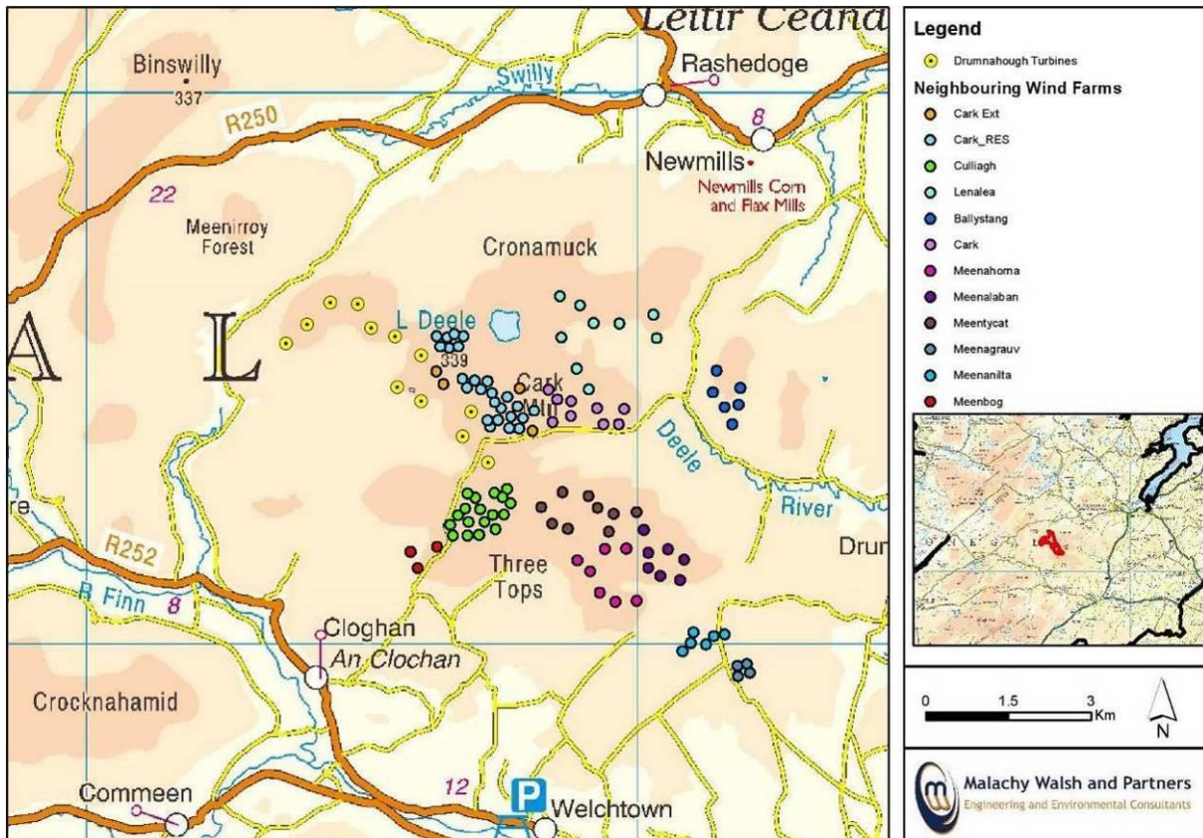 Leitir Ceana
Binswilly
337
Swilly
Rashedoge
R250
8
Newmills
Newmills Corn
and Flax Mills
22
Meenirroy
Forest
Cronamuck
A L
L Deele
339
Cark
Mtn
Deele
River
re
R252
Three
Tops
Drum
R Finn
8
Cloghan
An Clochan
Crocknahamid
Commeen
12
P
Welchtown
Legend
Drumnahough Turbines
Neighbouring Wind Farms
Cark Ext
Cark_RES
Culliagh
Lenalea
Ballystang
Cark
Meenahorna
Meenalaban
Meentycat
Meenagrauv
Meenanilta
Meenbog
0 1.5 3
Km
N
Malachy Walsh and Partners
Engineering and Environmental Consultants